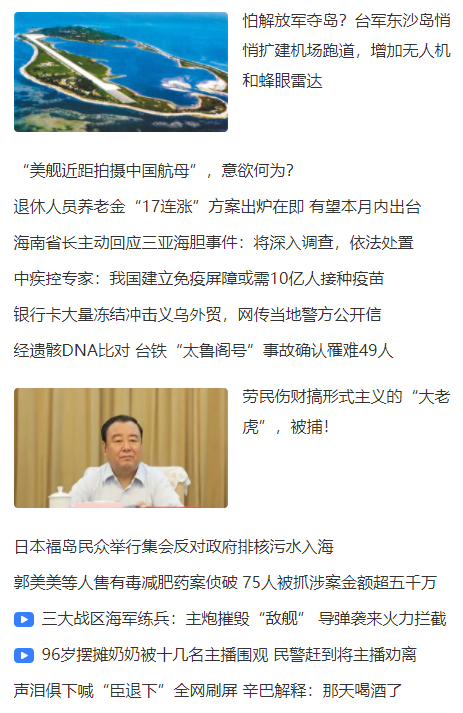 怕解放军夺岛？台军东沙岛悄
悄扩建机场跑道，增加无人机
和蜂眼雷达
“美舰近距拍摄中国航母”，意欲何为？
退休人员养老金“17连涨”方案出炉在即 有望本月内出台
海南省长主动回应三亚海胆事件：将深入调查，依法处置
中疾控专家：我国建立免疫屏障或需10亿人接种疫苗
银行卡大量冻结冲击义乌外贸，网传当地警方公开信
经遗骸DNA比对 台铁“太鲁阁号”事故确认罹难49人
劳民伤财搞形式主义的“大老
虎”，被捕！
日本福岛民众举行集会反对政府排核污水入海
郭美美等人售有毒减肥药案侦破 75人被抓涉案金额超五千万
三大战区海军练兵：主炮摧毁“敌舰” 导弹袭来火力拦截
96岁摆摊奶奶被十几名主播围观 民警赶到将主播劝离
声泪俱下喊“臣退下”全网刷屏 辛巴解释：那天喝酒了